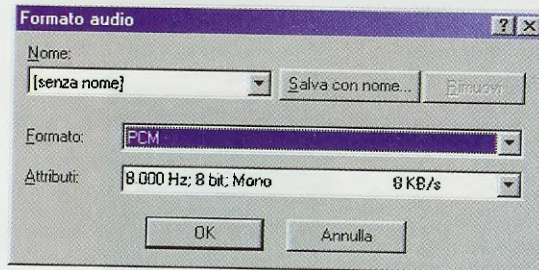 Formato audio
Nome:
[senza nome]
Salva con nome...
Rimuovi
Formato:
PCM
Attributi:
8.000 Hz; 8 bit; Mono 8 KB/s
OK
Annulla